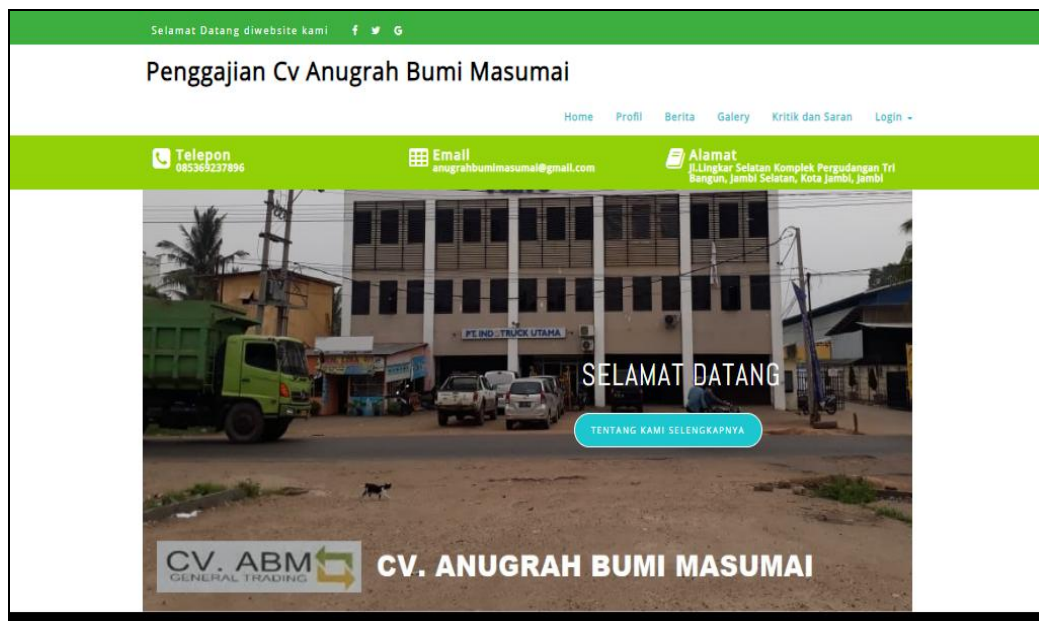 Selamat Datang diwebsite kami
Penggajian Cv Anugrah Bumi Masumai
Home Profil Berita Galery Kritik dan Saran Login
Telepon
085369237896
Email
anugrahbumimasumai@gmail.com
Alamat
Jl.Lingkar Selatan Komplek Pergudangan Tri
Bangun, Jambi Selatan, Kota Jambi, Jambi
UTAMA
SELAMAT DATANG
TENTANG KAMI SELENGKAPNYA
CV. ABM
GENERAL TRADING
CV. ANUGRAH BUMI MASUMAI